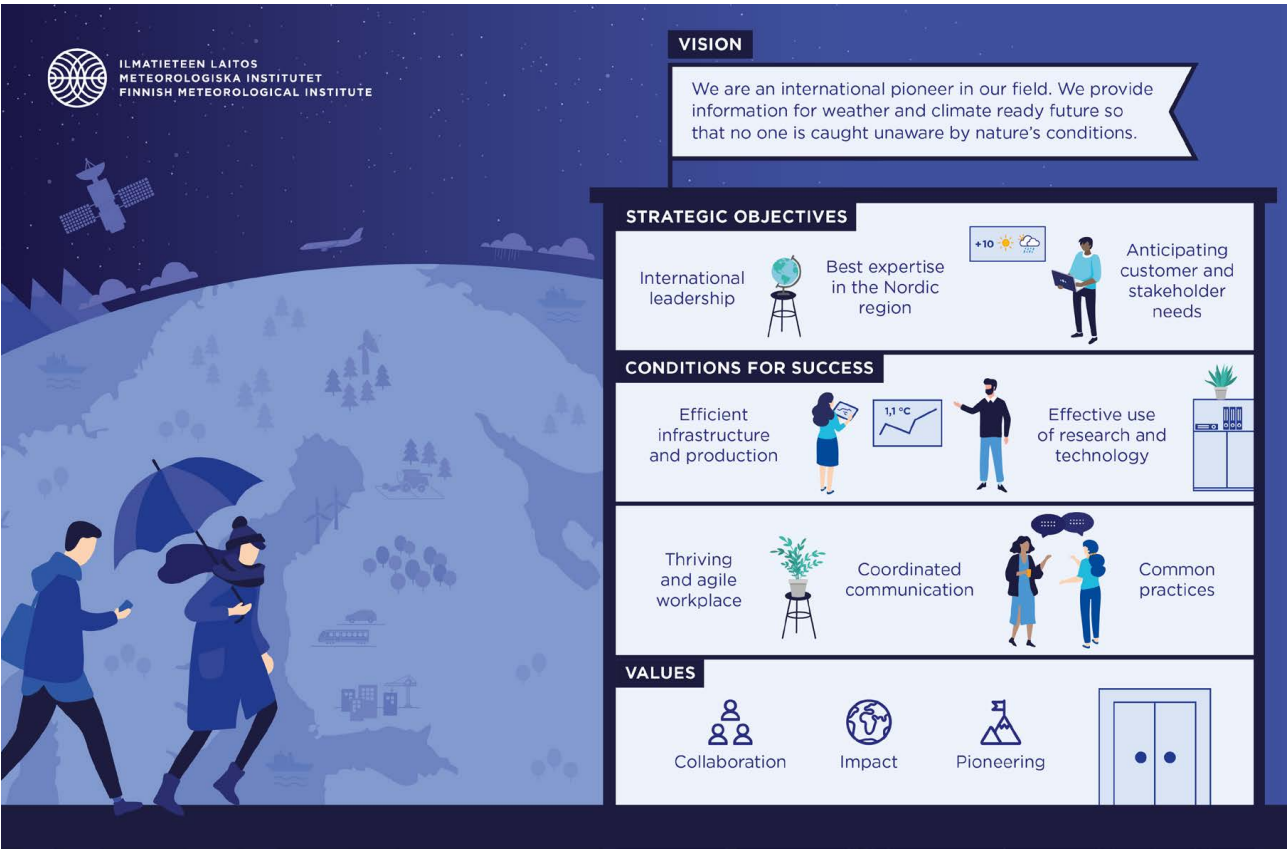 ILMATIETEEN LAITOS
METEOROLOGISKA INSTITUTET
FINNISH METEOROLOGICAL INSTITUTE
VISION
We are an international pioneer in our field. We provide
information for weather and climate ready future so
that no one is caught unaware by nature's conditions.
STRATEGIC OBJECTIVES
International
leadership
Best expertise
in the Nordic
region
+10
Anticipating
customer and
stakeholder
needs
CONDITIONS FOR SUCCESS
Efficient
infrastructure
and production
1,1 °C
Effective use
of research and
technology
Thriving
and agile
workplace
Coordinated
communication
Common
practices
VALUES
Collaboration
Impact
Pioneering